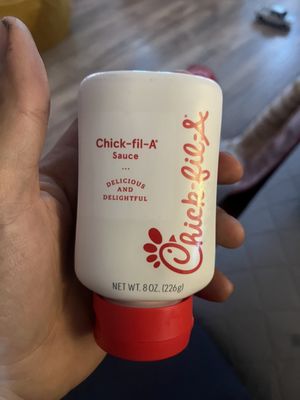 Chick-fil-A®
Sauce
...
DELICIOUS
AND
DELIGHTFUL
Chick-fil-A®
NET WT. 8 OZ. (226g)